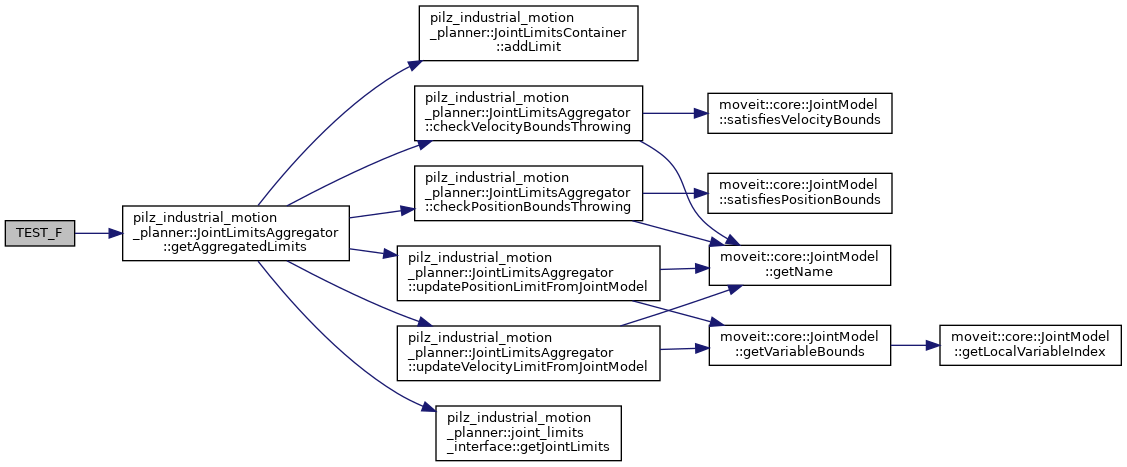 TEST_F
pilz_industrial_motion
_planner::JointLimitsAggregator
::getAggregatedLimits
pilz_industrial_motion
_planner::JointLimitsContainer
::addLimit
pilz_industrial_motion
_planner::JointLimitsAggregator
::checkVelocityBoundsThrowing
pilz_industrial_motion
_planner::JointLimitsAggregator
::checkPositionBoundsThrowing
pilz_industrial_motion
_planner::JointLimitsAggregator
::updatePositionLimitFromJointModel
pilz_industrial_motion
_planner::JointLimitsAggregator
::updateVelocityLimitFromJointModel
pilz_industrial_motion
_planner::joint_limits
_interface::getJointLimits
moveit::core::JointModel
::satisfiesVelocityBounds
moveit::core::JointModel
::satisfiesPositionBounds
moveit::core::JointModel
::getName
moveit::core::JointModel
::getVariableBounds
moveit::core::JointModel
::getLocalVariableIndex